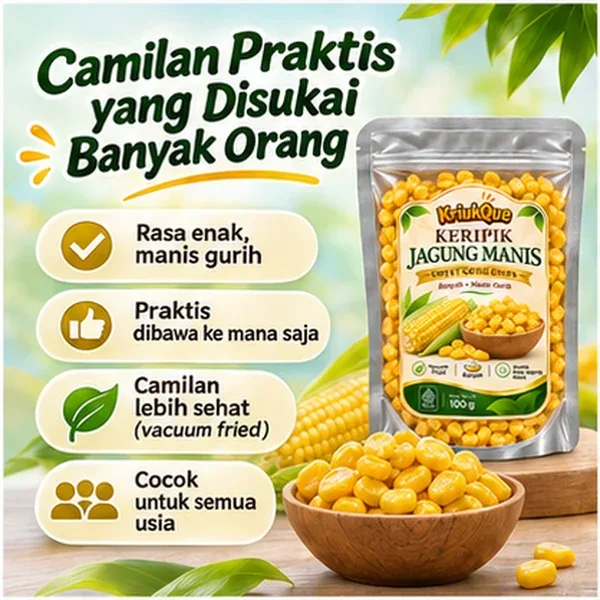 Camilan Praktis
yang Disukai
Banyak Orang
Rasa enak,
manis gurih
Praktis
dibawa ke mana saja
Camilan
lebih sehat
(vacuum fried)
Cocok
untuk semua
usia
KriukQue
KERIPIK
JAGUNG MANIS
100 g